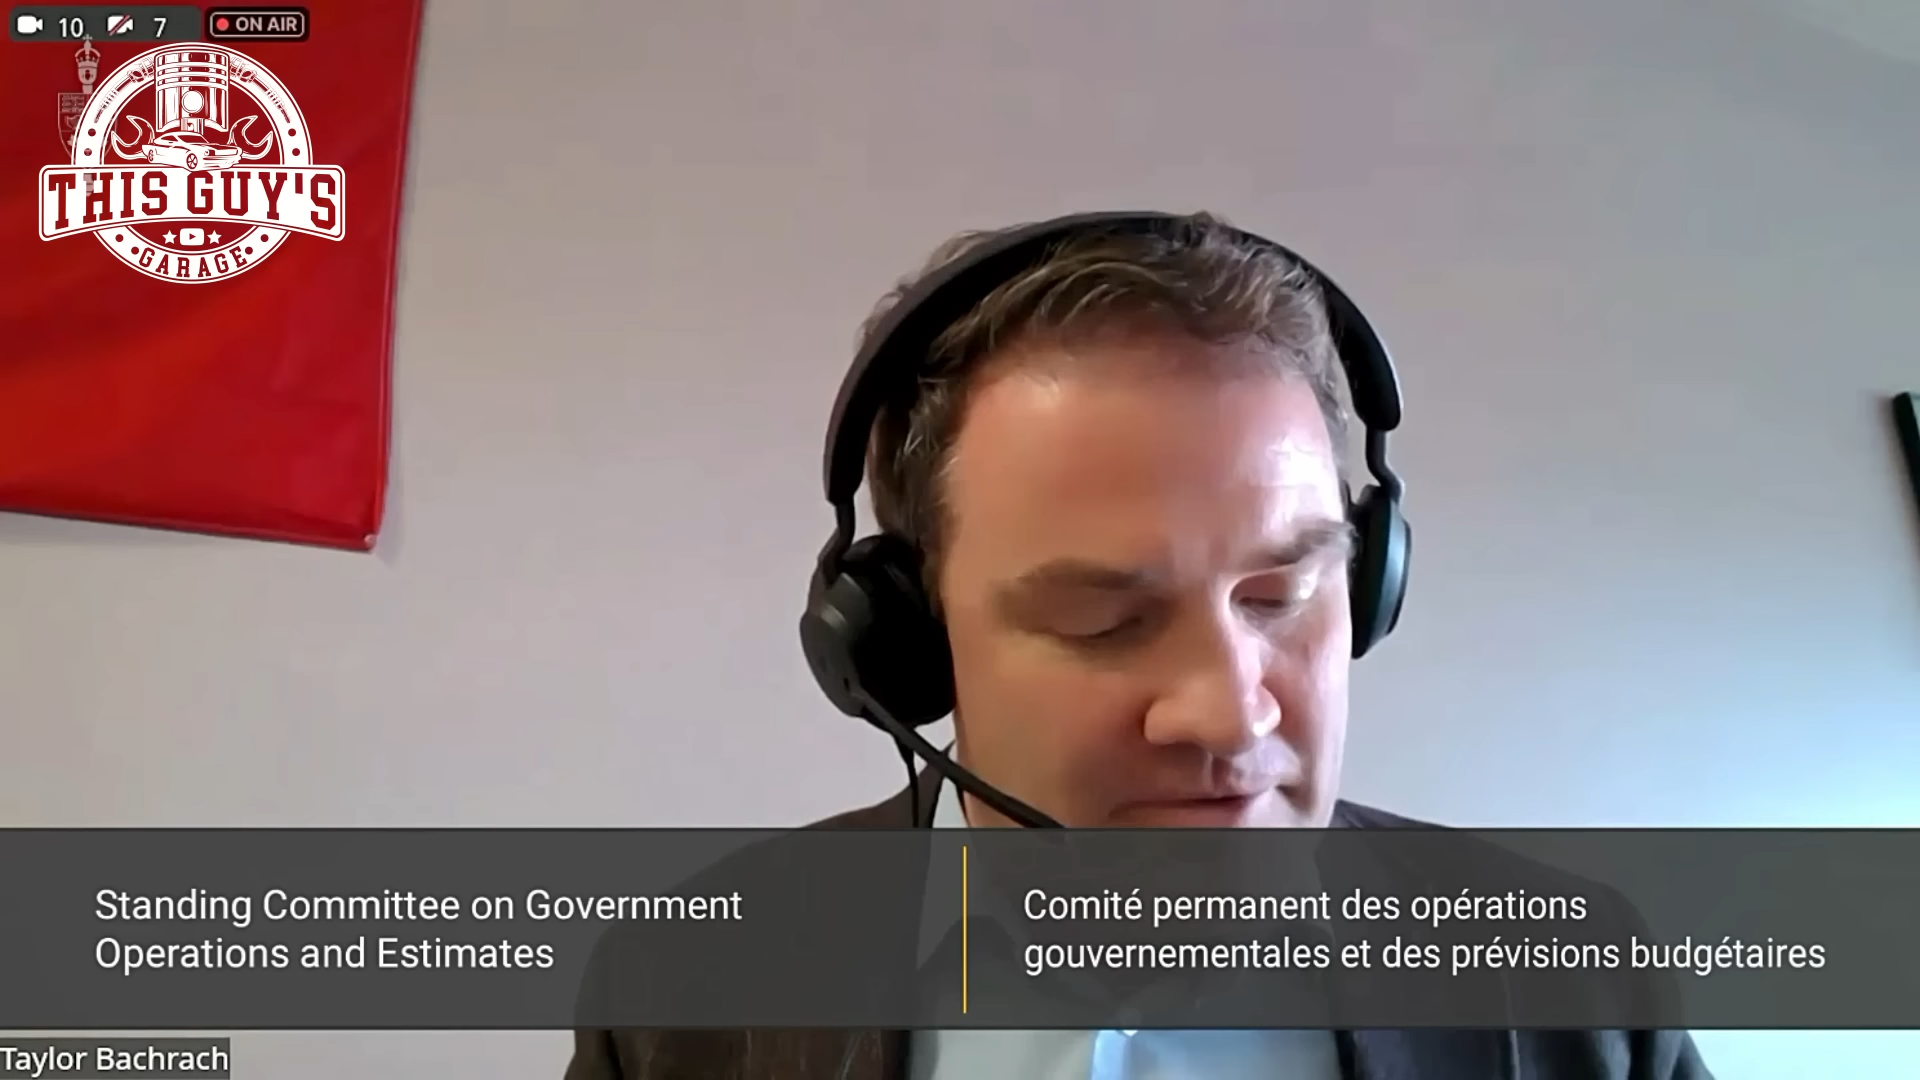 10 7 ON AIR
THIS GUY'S
GARAGE
Standing Committee on Government
Operations and Estimates
Comité permanent des opérations
gouvernementales et des prévisions budgétaires
Taylor Bachrach